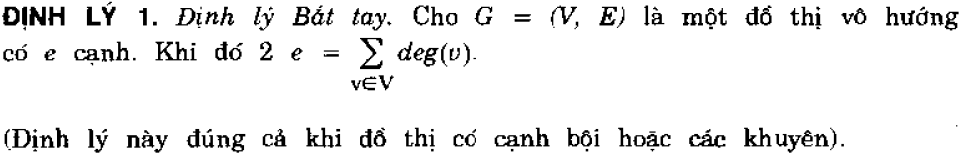 ĐỊNH LÝ 1. Định lý Bắt tay. Cho G = (V, E) là một đồ thị vô hướng
có e cạnh. Khi đó 2 e = ∑ deg(v).
v∈V
(Định lý này đúng cả khi đồ thị có cạnh bội hoặc các khuyên).